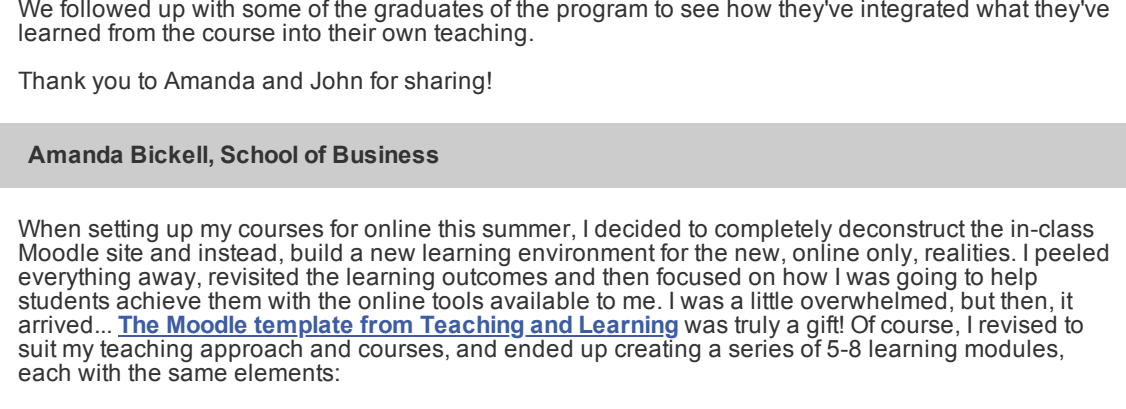 We followed up with some of the graduates of the program to see how they've integrated what they've
learned from the course into their own teaching.
Thank you to Amanda and John for sharing!
Amanda Bickell, School of Business
When setting up my courses for online this summer, I decided to completely deconstruct the in-class
Moodle site and instead, build a new learning environment for the new, online only, realities. I peeled
everything away, revisited the learning outcomes and then focused on how I was going to help
students achieve them with the online tools available to me. I was a little overwhelmed, but then, it
arrived... The Moodle template from Teaching and Learning was truly a gift! Of course, I revised to
suit my teaching approach and courses, and ended up creating a series of 5-8 learning modules,
each with the same elements: